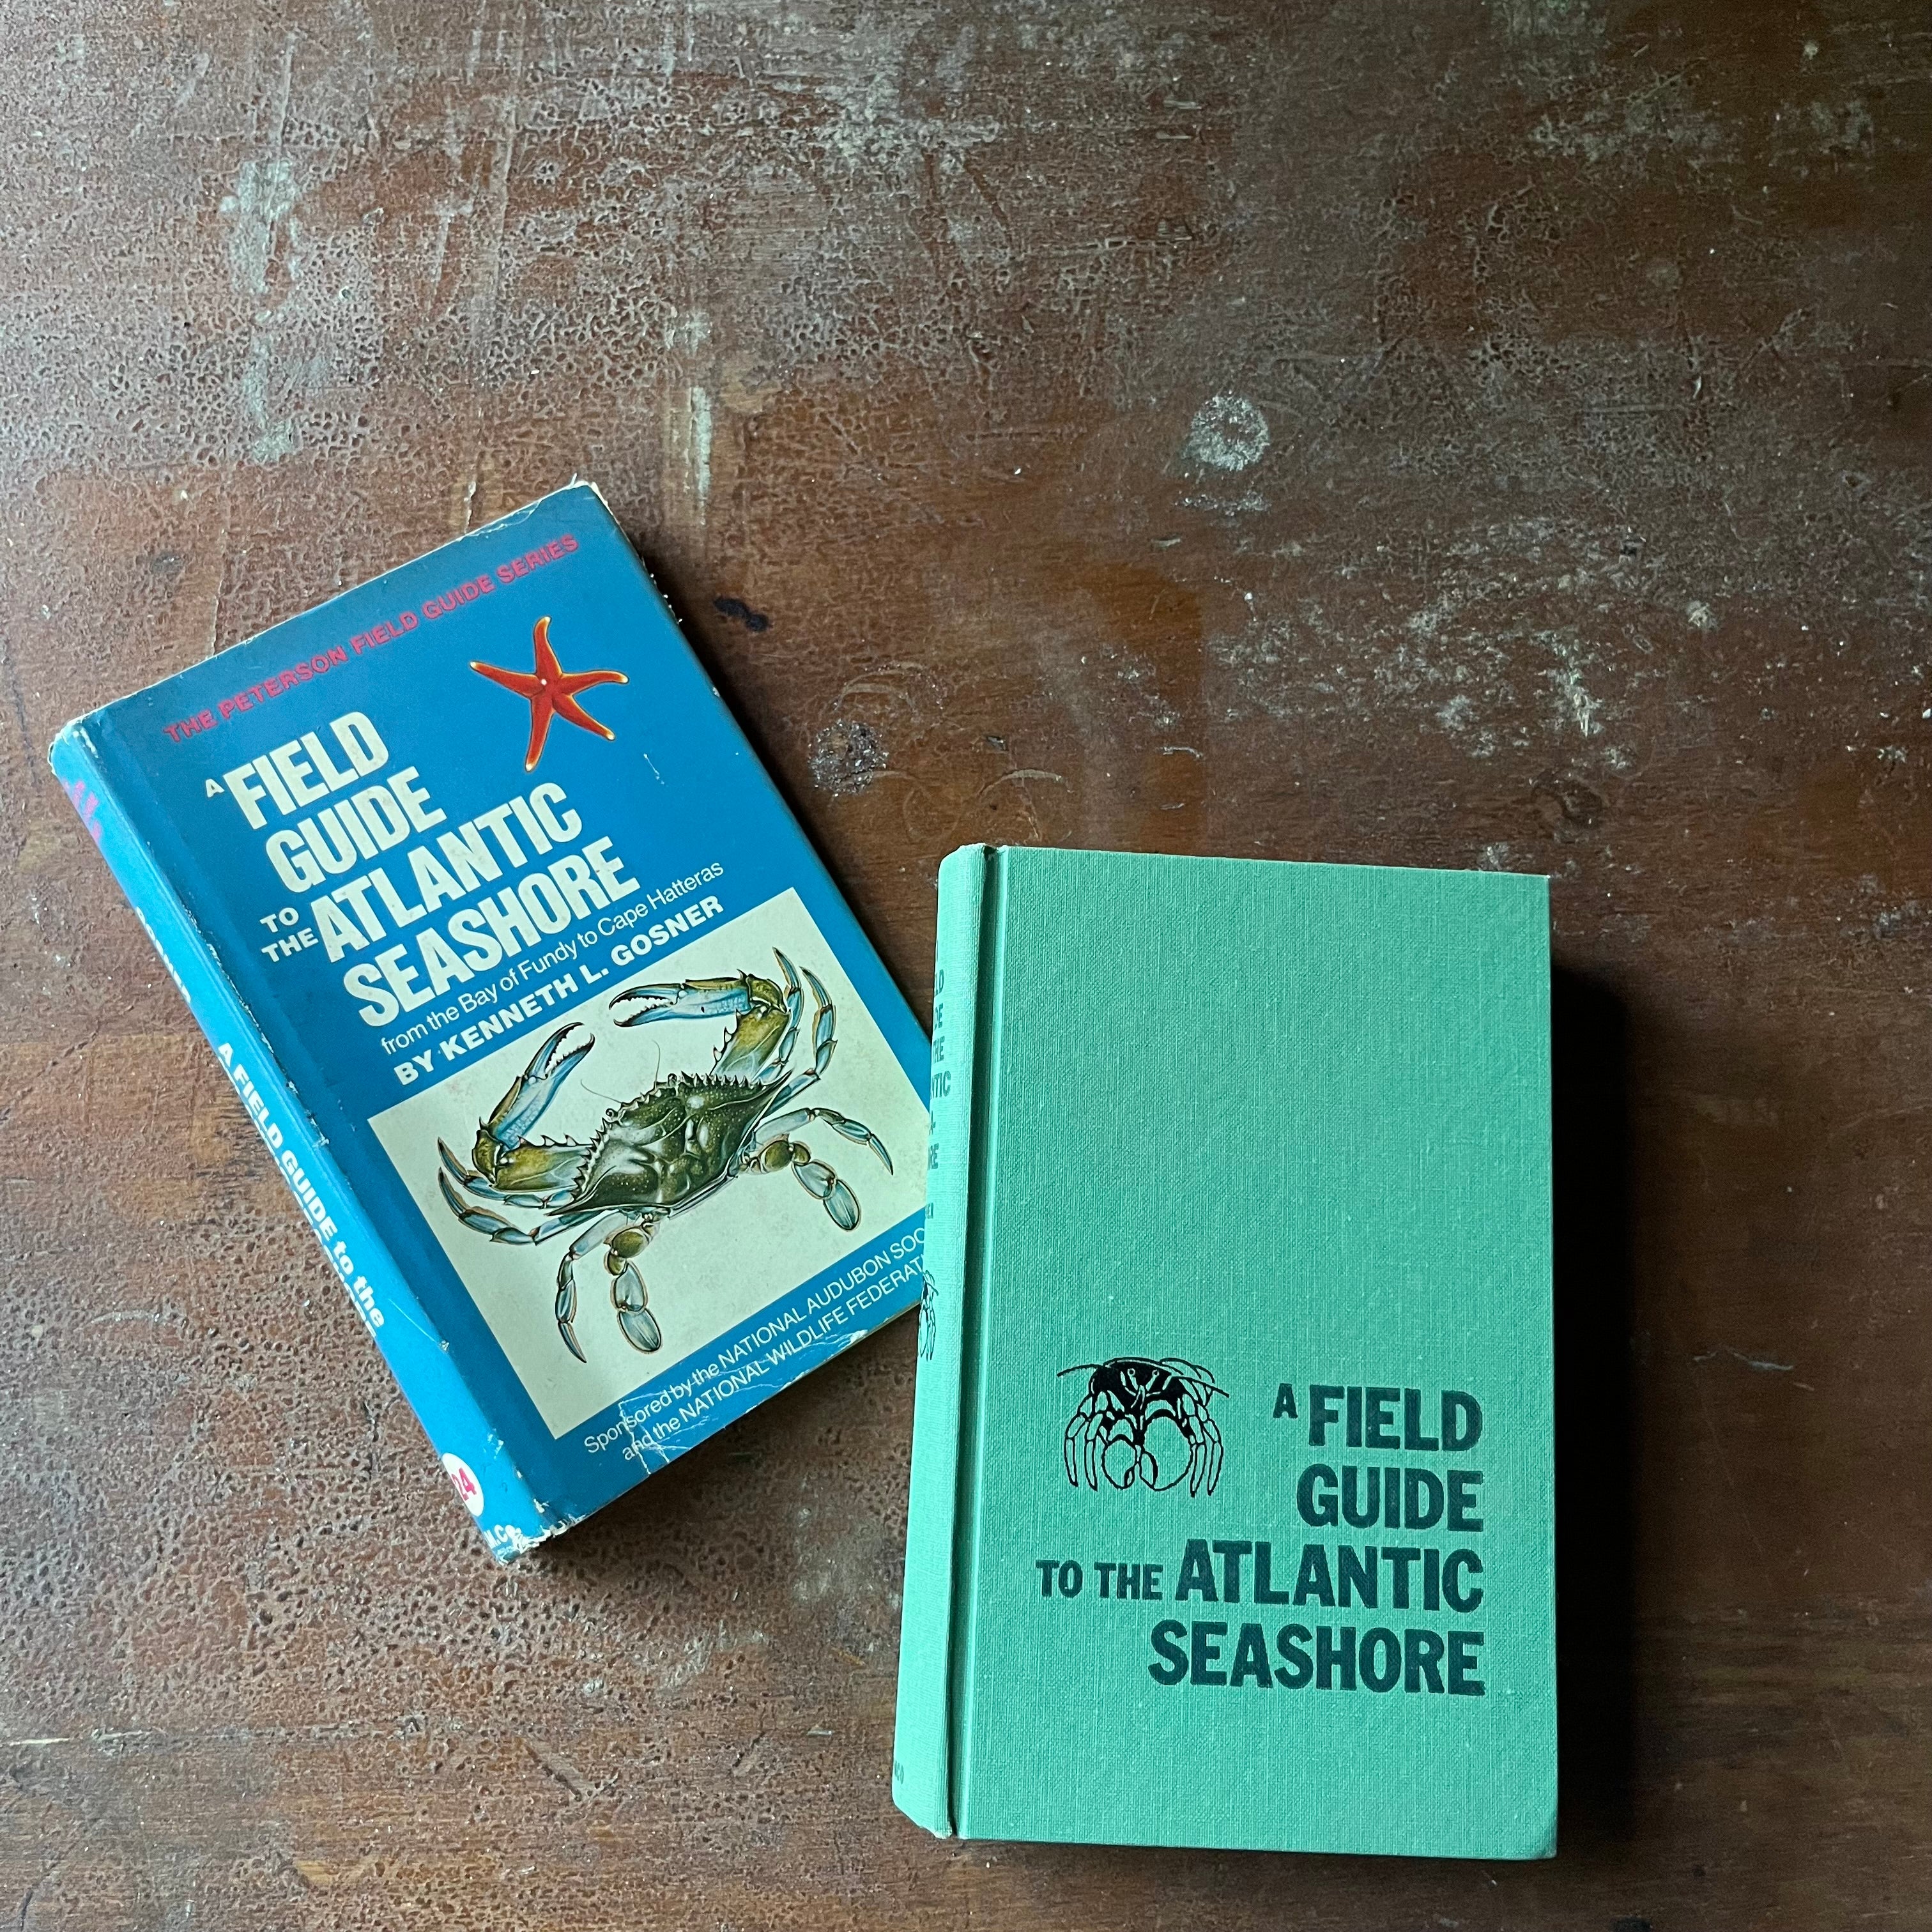 THE PETERSON FIELD GUIDE SERIES
A FIELD
GUIDE
TO THE ATLANTIC
SEASHORE
from the Bay of Fundy to Cape Hatteras
BY KENNETH L. GOSNER
Sponsored by the NATIONAL AUDUBON
and the NATIONAL WILDLIFE
A FIELD GUIDE to the
24
A FIELD
GUIDE
TO THE ATLANTIC
SEASHORE